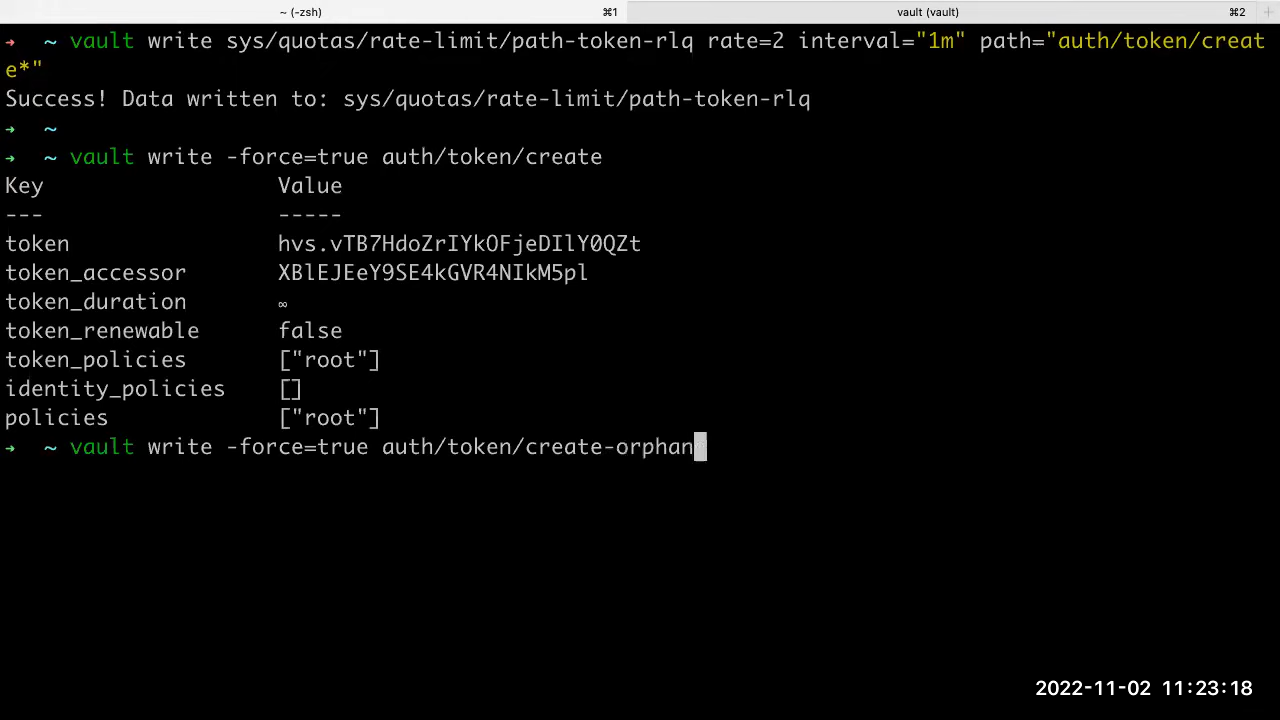 ~ (-zsh) ⌘1 vault (vault) ⌘2 +
→ ~ vault write sys/quotas/rate-limit/path-token-rlq rate=2 interval="1m" path="auth/token/creat
e*"
Success! Data written to: sys/quotas/rate-limit/path-token-rlq
→ ~
→ ~ vault write -force=true auth/token/create
Key Value
--- -----
token hvs.vTB7HdoZrIYkOFjeDIlY0QZt
token_accessor XBlEJEeY9SE4kGVR4NIkM5pl
token_duration ∞
token_renewable false
token_policies ["root"]
identity_policies []
policies ["root"]
→ ~ vault write -force=true auth/token/create-orphan
2022-11-02 11:23:18